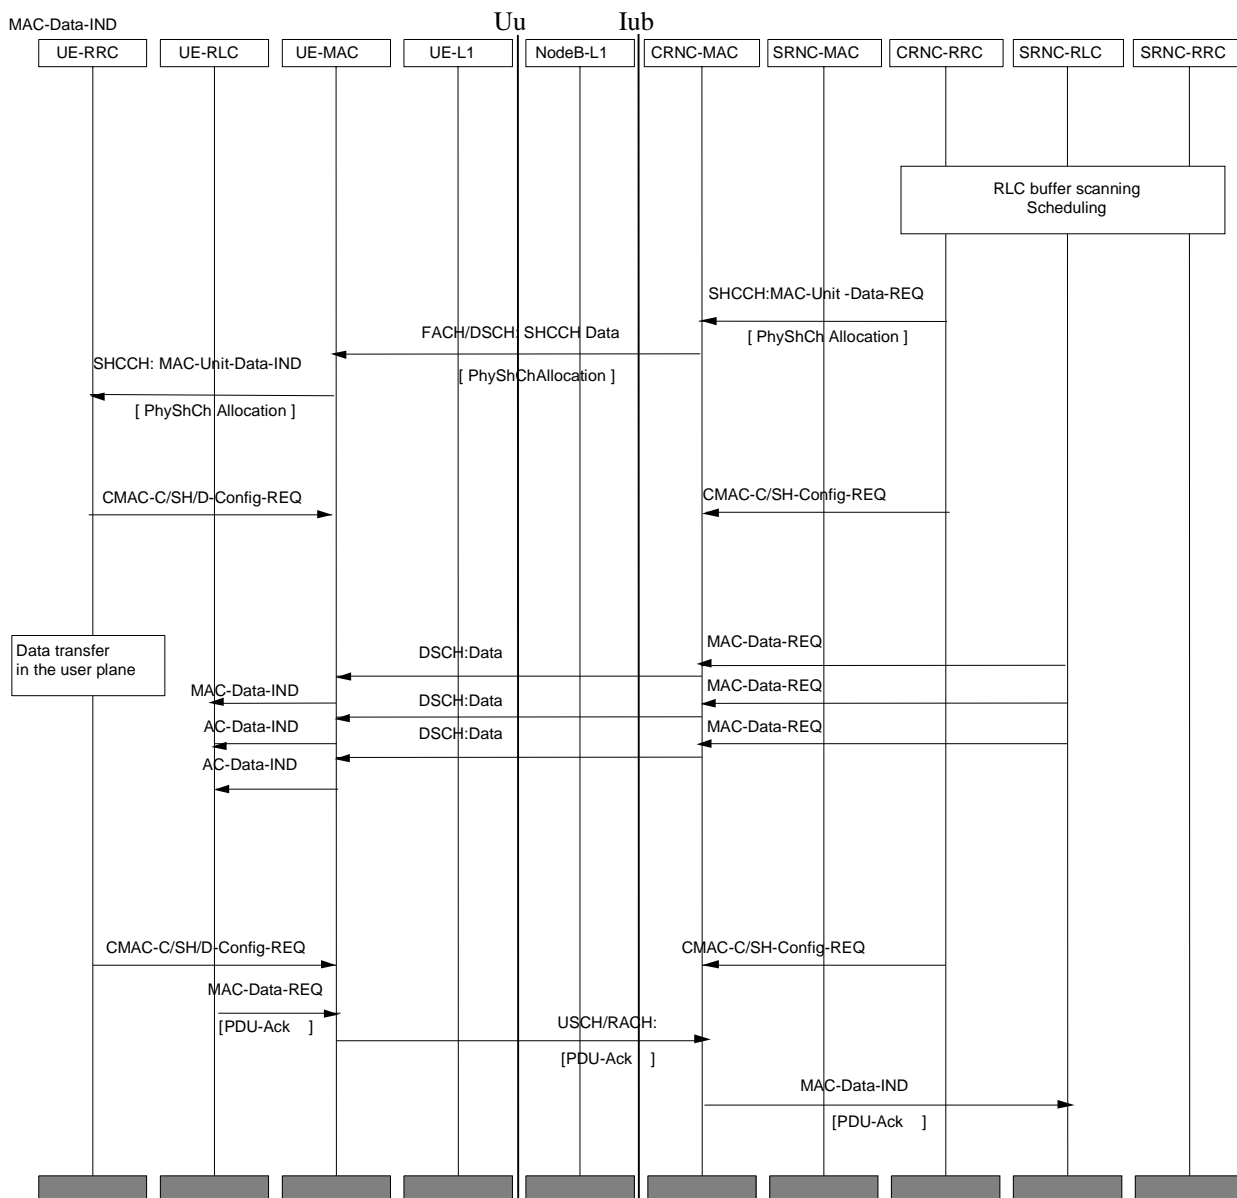 Uu Iub
MAC-Data-IND
UE-RRC UE-RLC UE-MAC UE-L1 NodeB-L1 CRNC-MAC SRNC-MAC CRNC-RRC SRNC-RLC SRNC-RRC
RLC buffer scanning
Scheduling
SHCCH:MAC-Unit -Data-REQ
FACH/DSCH: SHCCH Data
[ PhyShCh Allocation ]
SHCCH: MAC-Unit-Data-IND
[ PhyShChAllocation ]
[ PhyShCh Allocation ]
CMAC-C/SH/D-Config-REQ
CMAC-C/SH-Config-REQ
Data transfer
in the user plane
MAC-Data-REQ
DSCH:Data
MAC-Data-IND
MAC-Data-REQ
DSCH:Data
AC-Data-IND
MAC-Data-REQ
DSCH:Data
AC-Data-IND
CMAC-C/SH/D-Config-REQ
CMAC-C/SH-Config-REQ
MAC-Data-REQ
[PDU-Ack ]
USCH/RACH:
[PDU-Ack ]
MAC-Data-IND
[PDU-Ack ]